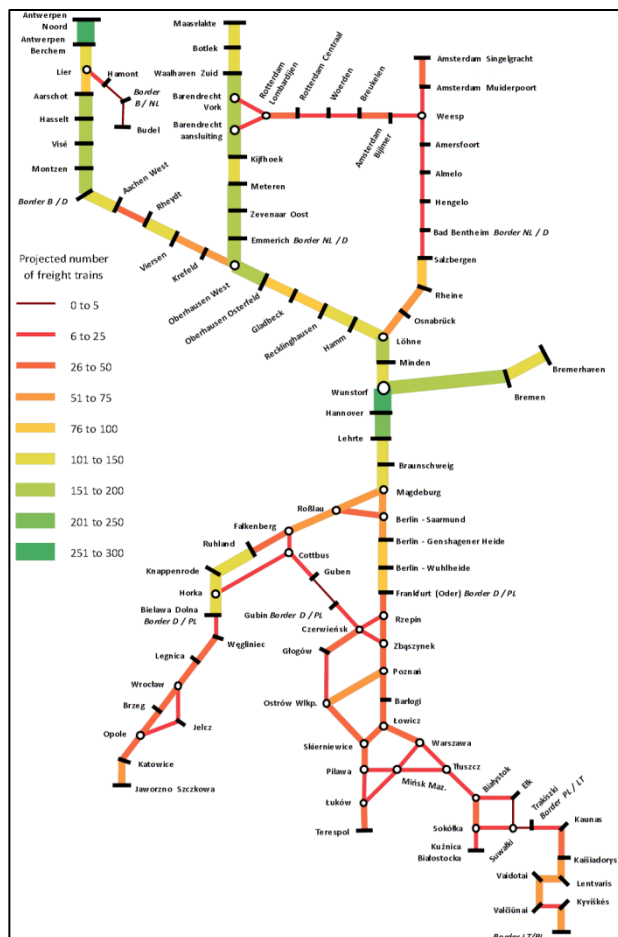 Antwerpen
Noord
Antwerpen
Berchem
Lier
Hamont
Border
B / NL
Budel
Aarschot
Hasselt
Visé
Montzen
Border B / D
Aachen West
Rheydt
Viersen
Krefeld
Oberhausen West
Maasvlakte
Botlek
Waalhaven Zuid
Barendrecht
Vork
Barendrecht
aansluiting
Kijfhoek
Meteren
Zevenaar Oost
Emmerich Border NL / D
Rotterdam
Lombardijen
Rotterdam Centraal
Woerden
Breukelen
Amsterdam
Bijlmer
Amsterdam Singelgracht
Amsterdam Muiderpoort
Weesp
Amersfoort
Almelo
Hengelo
Bad Bentheim Border NL / D
Salzbergen
Rheine
Osnabrück
Oberhausen Osterfeld
Gladbeck
Recklinghausen
Hamm
Löhne
Minden
Wunstorf
Bremerhaven
Bremen
Hannover
Lehrte
Braunschweig
Magdeburg
Projected number
of freight trains
0 to 5
6 to 25
26 to 50
51 to 75
76 to 100
101 to 150
151 to 200
201 to 250
251 to 300
Roßlau
Falkenberg
Ruhland
Cottbus
Knappenrode
Guben
Horka
Bielawa Dolna
Border D / PL
Gubin Border D / PL
Węgliniec
Legnica
Wrocław
Brzeg
Jelcz
Opole
Katowice
Jaworzno Szczkowa
Berlin - Saarmund
Berlin - Genshagener Heide
Berlin - Wuhlheide
Frankfurt (Oder) Border D / PL
Rzepin
Czerwieńsk
Zbąszynek
Głogów
Poznań
Ostrów Wlkp.
Barłogi
Łowicz
Skierniewice
Warszawa
Pilawa
Mińsk Maz.
Tłuszcz
Łuków
Terespol
Białystok
Ełk
Trakiszki
Border PL / LT
Sokółka
Suwałki
Kuźnica
Białostocka
Kaunas
Kaišiadorys
Vaidotai
Lentvaris
Valčiūnai
Kyviškės
Border LT/BL